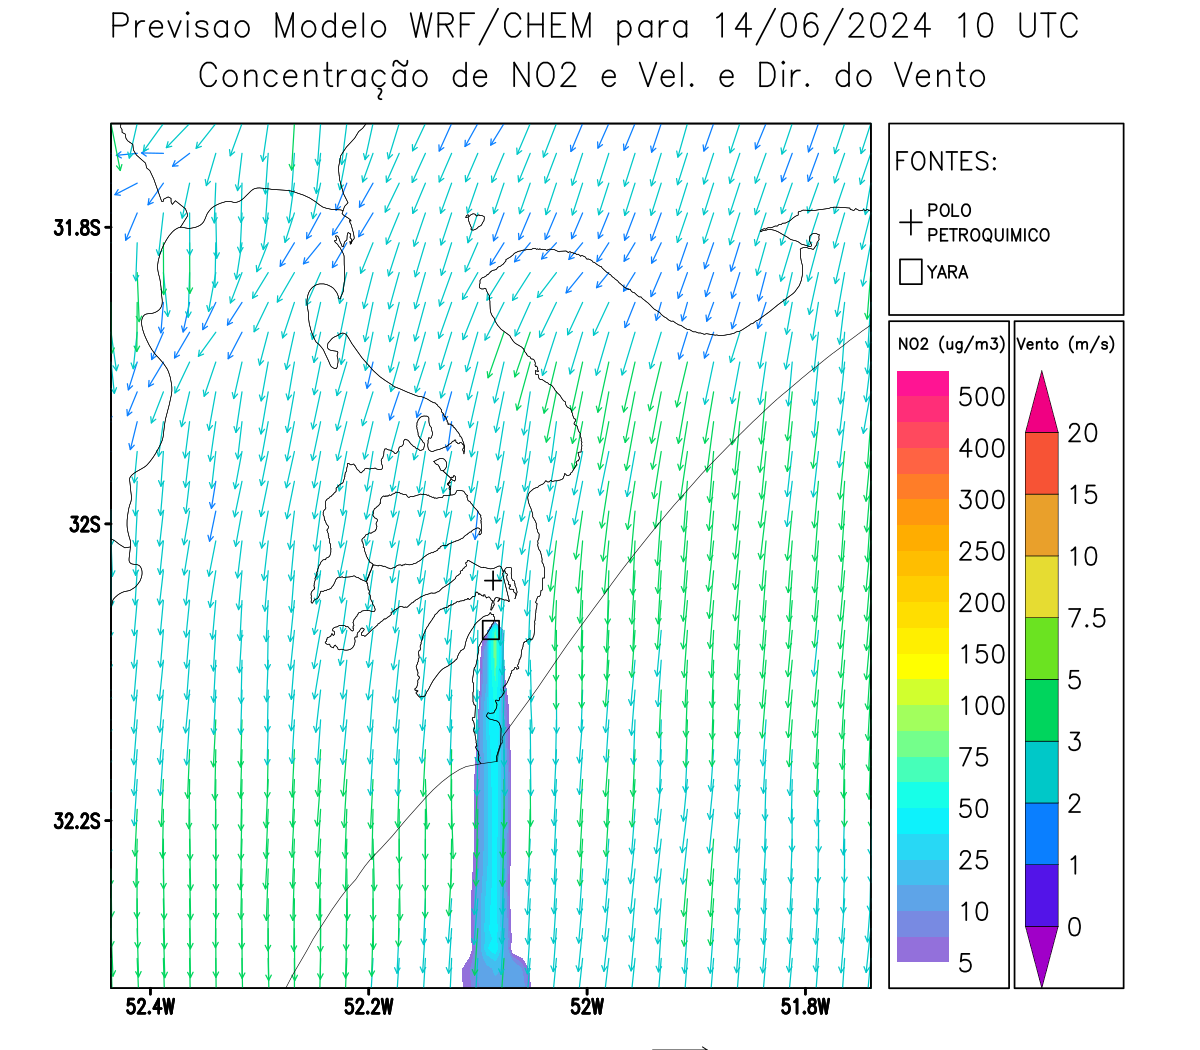 Previsao Modelo WRF/CHEM para 14/06/2024 10 UTC
Concentração de NO2 e Vel. e Dir. do Vento
FONTES:
POLO
PETROQUIMICO
YARA
31.8S
32S
32.2S
52.4W
52.2W
52W
51.8W
NO2 (ug/m3)
500
400
300
250
200
150
100
75
50
25
10
5
Vento (m/s)
20
15
10
7.5
5
3
2
1
0